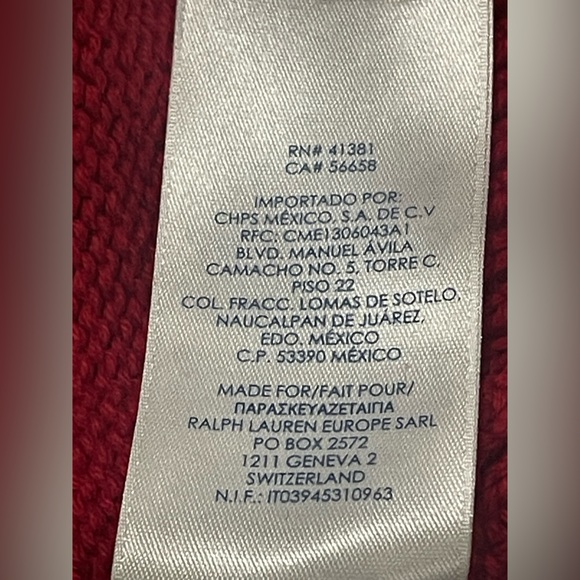 RN# 41381
CA# 56658
IMPORTADO POR:
CHPS MÉXICO, S.A. DE C.V
RFC: CME1306043A1
BLVD. MANUEL ÁVILA
CAMACHO NO. 5, TORRE C,
PISO 22
COL. FRACC. LOMAS DE SOTELO,
NAUCALPAN DE JUÁREZ,
EDO. MÉXICO
C.P. 53390 MÉXICO
MADE FOR/FAIT POUR/
ΠΑΡΑΣΚΕΥΑΖΕΤΑΙΓΙΑ
RALPH LAUREN EUROPE SARL
PO BOX 2572
1211 GENEVA 2
SWITZERLAND
N.I.F.: IT03945310963